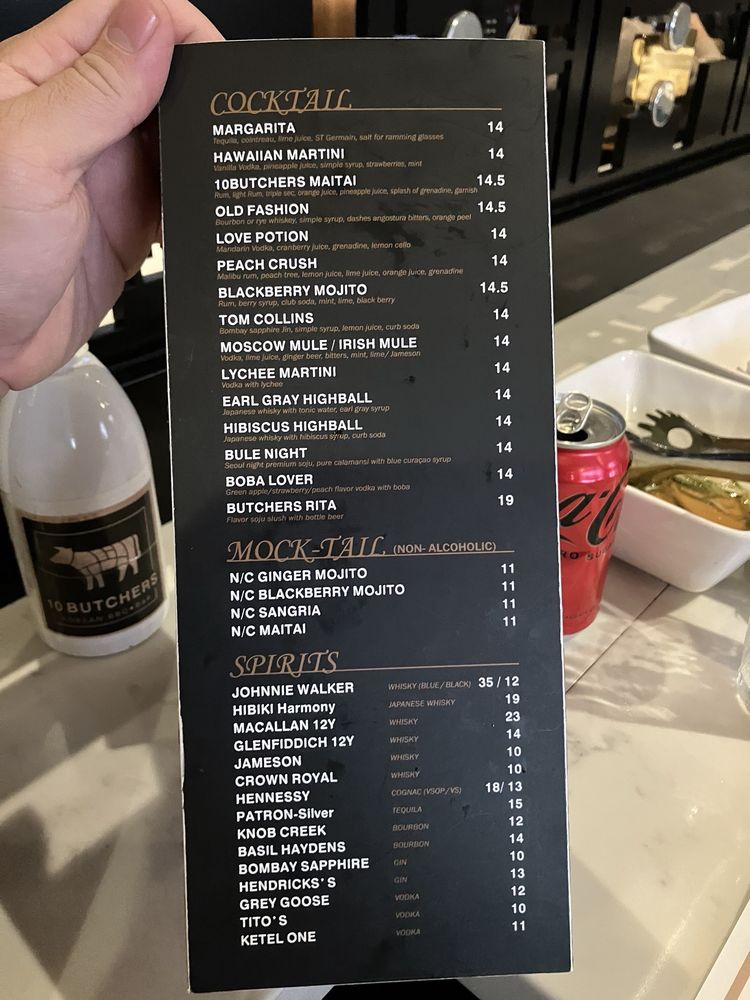 COCKTAIL
MARGARITA 14
Tequila, cointreau, lime juice, ST Germain, salt for ramming glasses
HAWAIIAN MARTINI 14
Vanilla Vodka, pineapple juice, simple syrup, strawberries, mint
10BUTCHERS MAITAI 14.5
Rum, light Rum, triple sec, orange juice, pineapple juice, splash of grenadine, garnish
OLD FASHION 14.5
Bourbon or rye whiskey, simple syrup, dashes angostura bitters, orange peel
LOVE POTION 14
Mandarin Vodka, cranberry juice, grenadine, lemon cello
PEACH CRUSH 14
Malibu rum, peach tree, lemon juice, lime juice, orange juice, grenadine
BLACKBERRY MOJITO 14.5
Rum, berry syrup, club soda, mint, lime, black berry
TOM COLLINS 14
Bombay sapphire Jin, simple syrup, lemon juice, curb soda
MOSCOW MULE / IRISH MULE 14
Vodka, lime juice, ginger beer, bitters, mint, lime/ Jameson
LYCHEE MARTINI 14
Vodka with lychee
EARL GRAY HIGHBALL 14
Japanese whisky with tonic water, earl gray syrup
HIBISCUS HIGHBALL 14
Japanese whisky with hibiscus syrup, curb soda
BULE NIGHT 14
Seoul night premium soju, pure calamansi with blue curaçao syrup
BOBA LOVER 14
Green apple/strawberry/peach flavor vodka with boba
BUTCHERS RITA 19
Flavor soju slush with bottle beer
MOCK-TAIL (NON- ALCOHOLIC)
N/C GINGER MOJITO 11
N/C BLACKBERRY MOJITO 11
N/C SANGRIA 11
N/C MAITAI 11
SPIRITS
JOHNNIE WALKER WHISKY (BLUE/BLACK) 35 / 12
HIBIKI Harmony JAPANESE WHISKY 19
MACALLAN 12Y WHISKY 23
GLENFIDDICH 12Y WHISKY 14
JAMESON WHISKY 10
CROWN ROYAL WHISKY 10
HENNESSY COGNAC (VSOP/VS) 18/ 13
PATRON-Silver TEQUILA 15
KNOB CREEK BOURBON 12
BASIL HAYDENS BOURBON 14
BOMBAY SAPPHIRE GIN 10
HENDRICKS'S GIN 13
GREY GOOSE VODKA 12
TITO'S VODKA 10
KETEL ONE VODKA 11
10 BUTCHERS
KOREAN BBQ